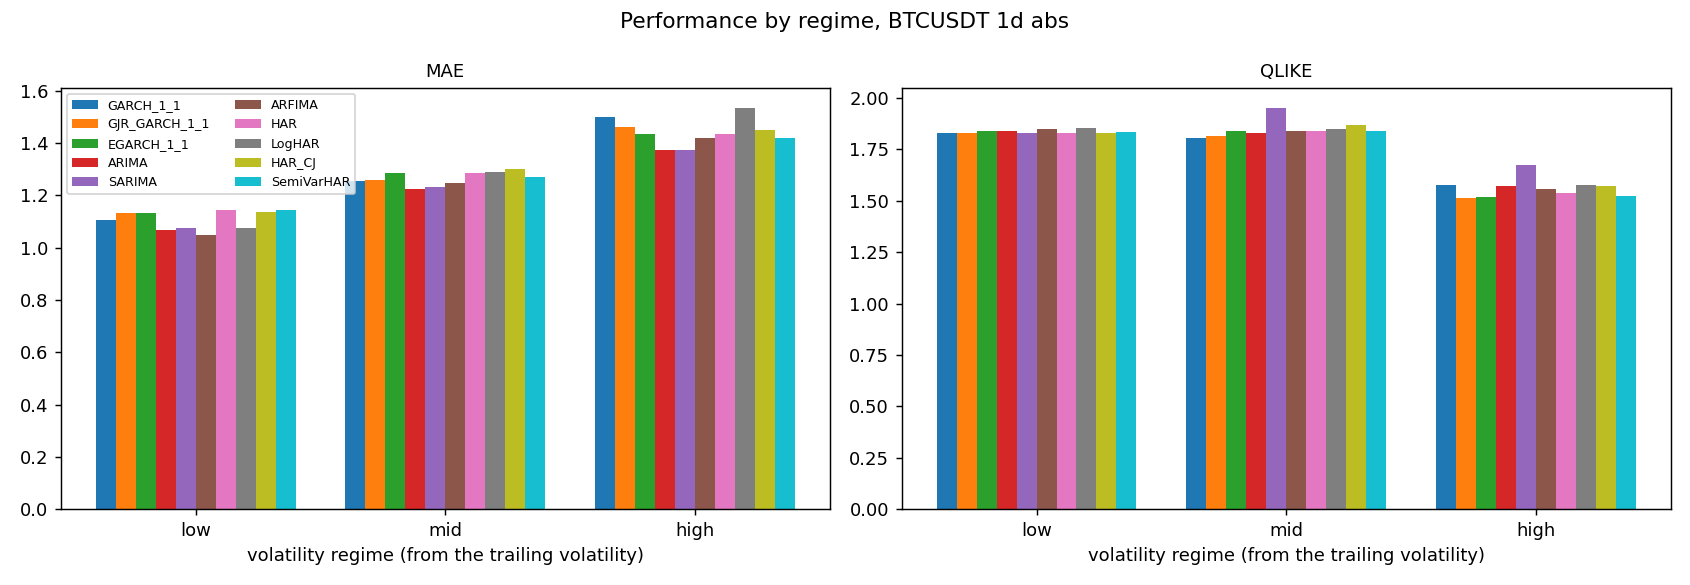 Performance by regime, BTCUSDT 1d abs
MAE
1.6
1.4
1.2
1.0
0.8
0.6
0.4
0.2
0.0
GARCH_1_1
GJR_GARCH_1_1
EGARCH_1_1
ARIMA
SARIMA
ARFIMA
HAR
LogHAR
HAR_CJ
SemiVarHAR
low
mid
high
volatility regime (from the trailing volatility)
QLIKE
2.00
1.75
1.50
1.25
1.00
0.75
0.50
0.25
0.00
low
mid
high
volatility regime (from the trailing volatility)